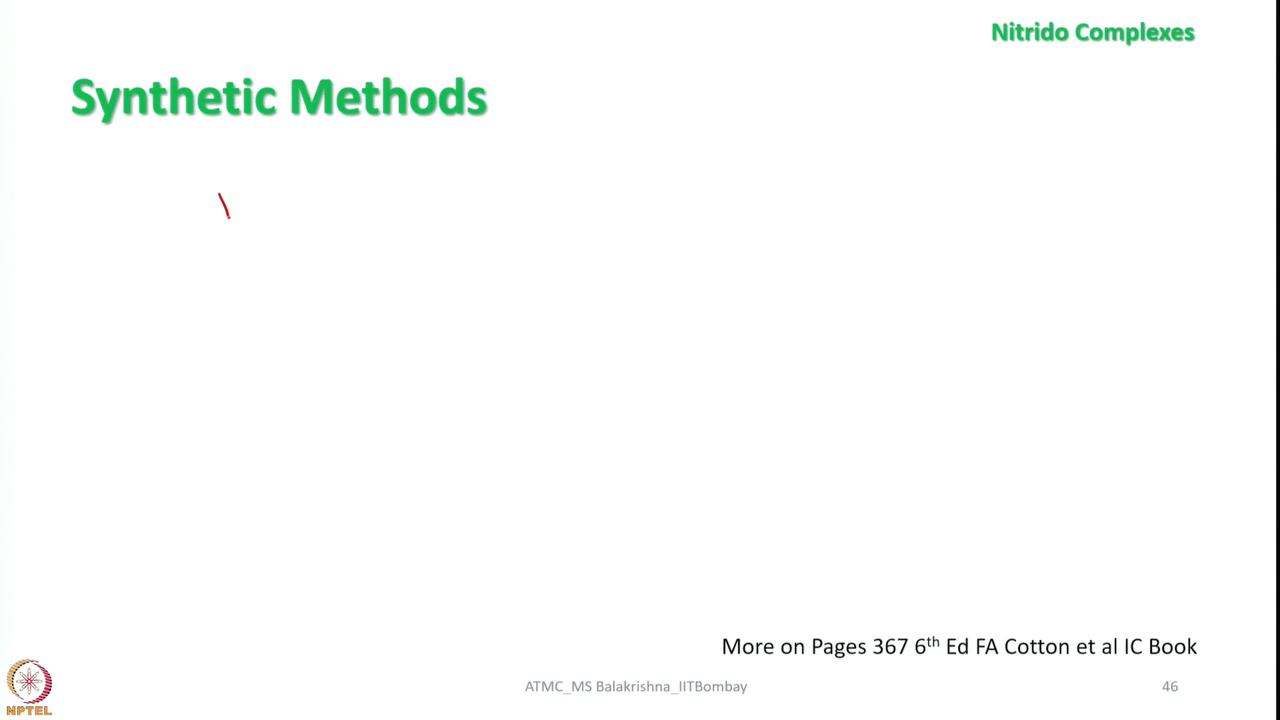 Nitrido Complexes
Synthetic Methods
More on Pages 367 6th Ed FA Cotton et al IC Book
ATMC_MS Balakrishna_IITBombay
46
NPTEL